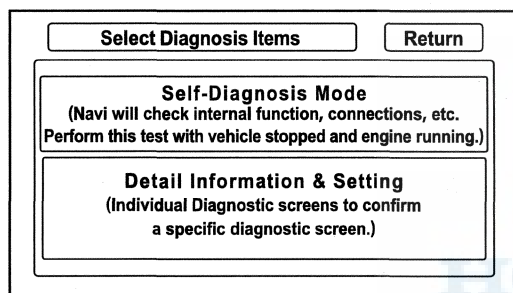 Select Diagnosis Items
Return
Self-Diagnosis Mode
(Navi will check internal function, connections, etc.
Perform this test with vehicle stopped and engine running.)
Detail Information & Setting
(Individual Diagnostic screens to confirm
a specific diagnostic screen.)